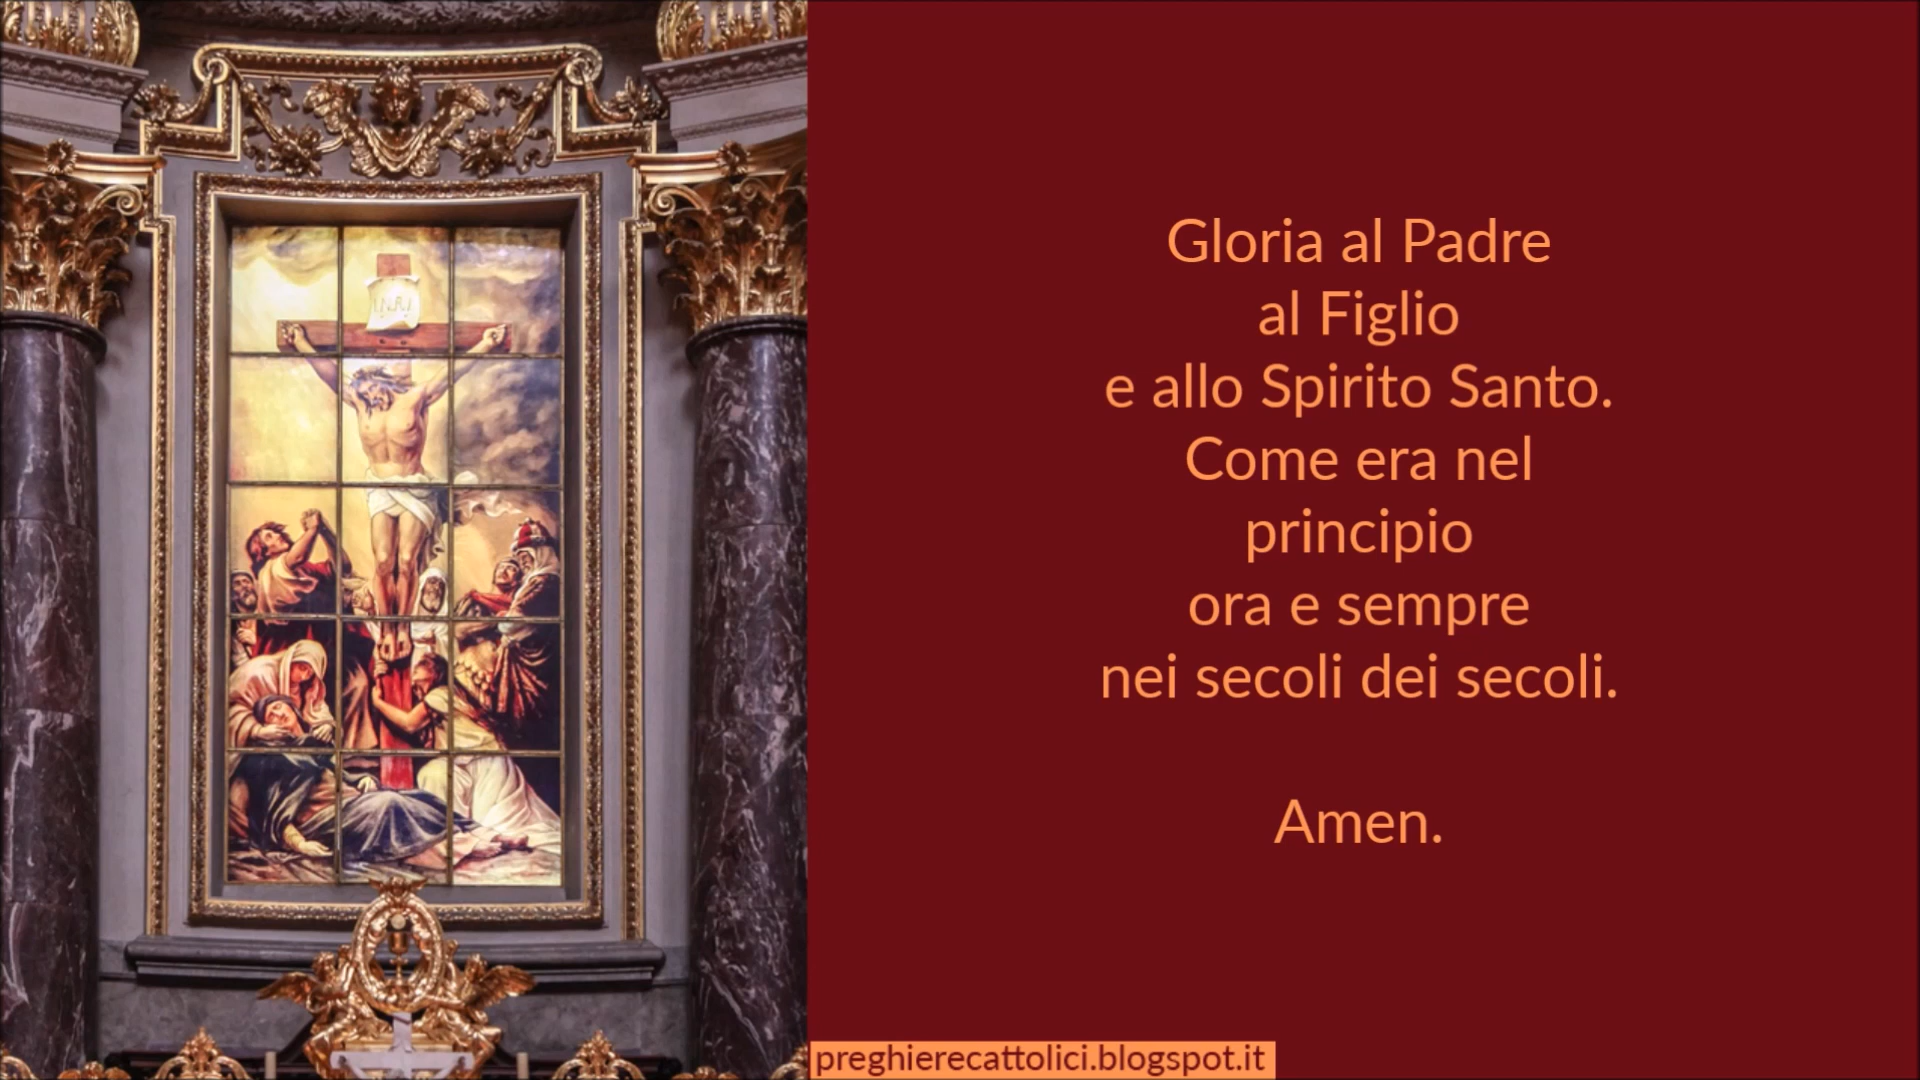 I.N.R.I.
Gloria al Padre
al Figlio
e allo Spirito Santo.
Come era nel
principio
ora e sempre
nei secoli dei secoli.
Amen.
preghierecattolici.blogspot.it